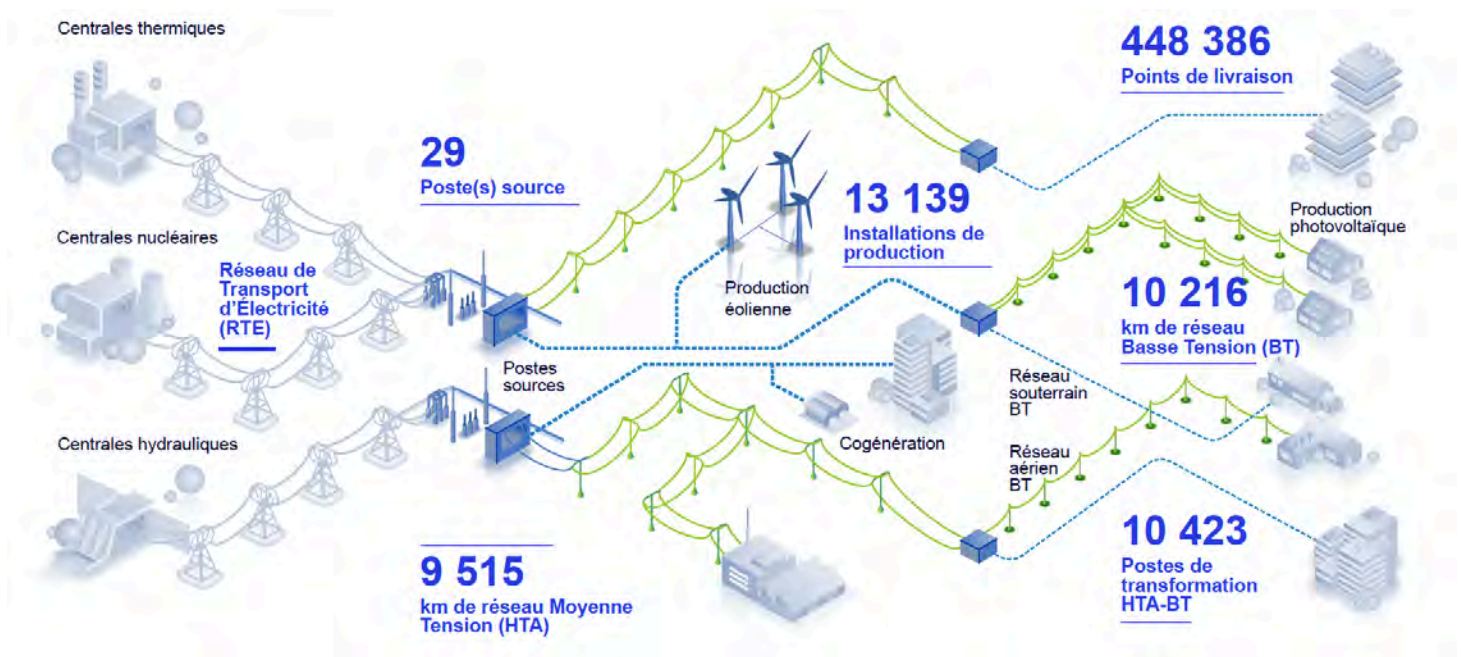 Centrales thermiques
448 386
Points de livraison
29
Poste(s) source
13 139
Installations de
production
Production
photovoltaïque
Centrales nucléaires
Réseau de
Transport
d'Électricité
(RTE)
Production
éolienne
10 216
km de réseau
Basse Tension (BT)
Postes
sources
Réseau
souterrain
BT
Centrales hydrauliques
Cogénération
Réseau
aérien
BT
9 515
km de réseau Moyenne
Tension (HTA)
10 423
Postes de
transformation
HTA-BT